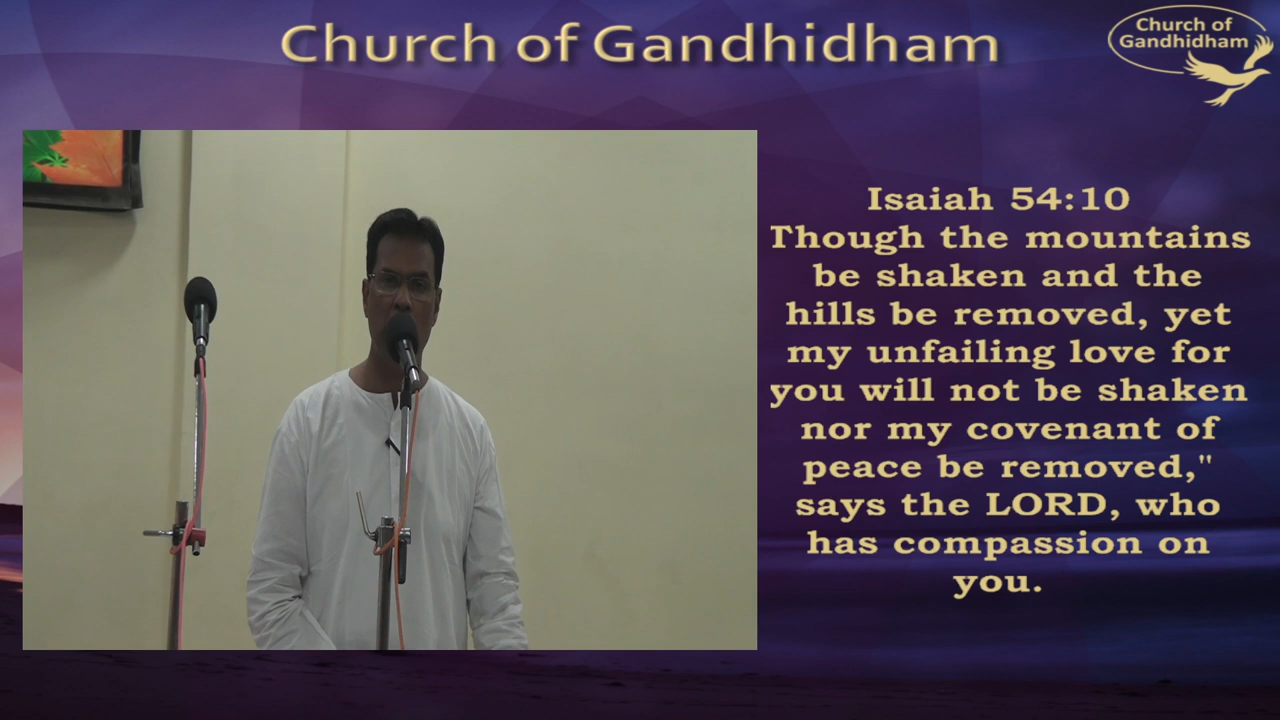 Church of Gandhidham
Church of
Gandhidham
Isaiah 54:10
Though the mountains
be shaken and the
hills be removed, yet
my unfailing love for
you will not be shaken
nor my covenant of
peace be removed,"
says the LORD, who
has compassion on
you.